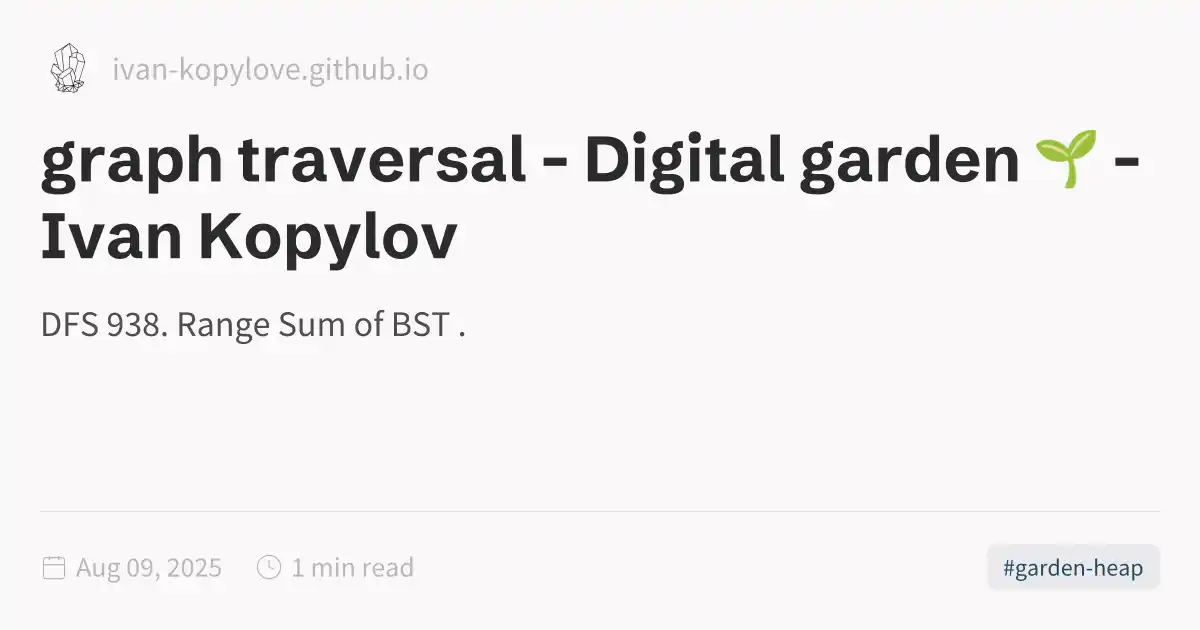 ivan-kopylove.github.io
graph traversal - Digital garden 🌱 -
Ivan Kopylov
DFS 938. Range Sum of BST .
Aug 09, 2025 1 min read #garden-heap